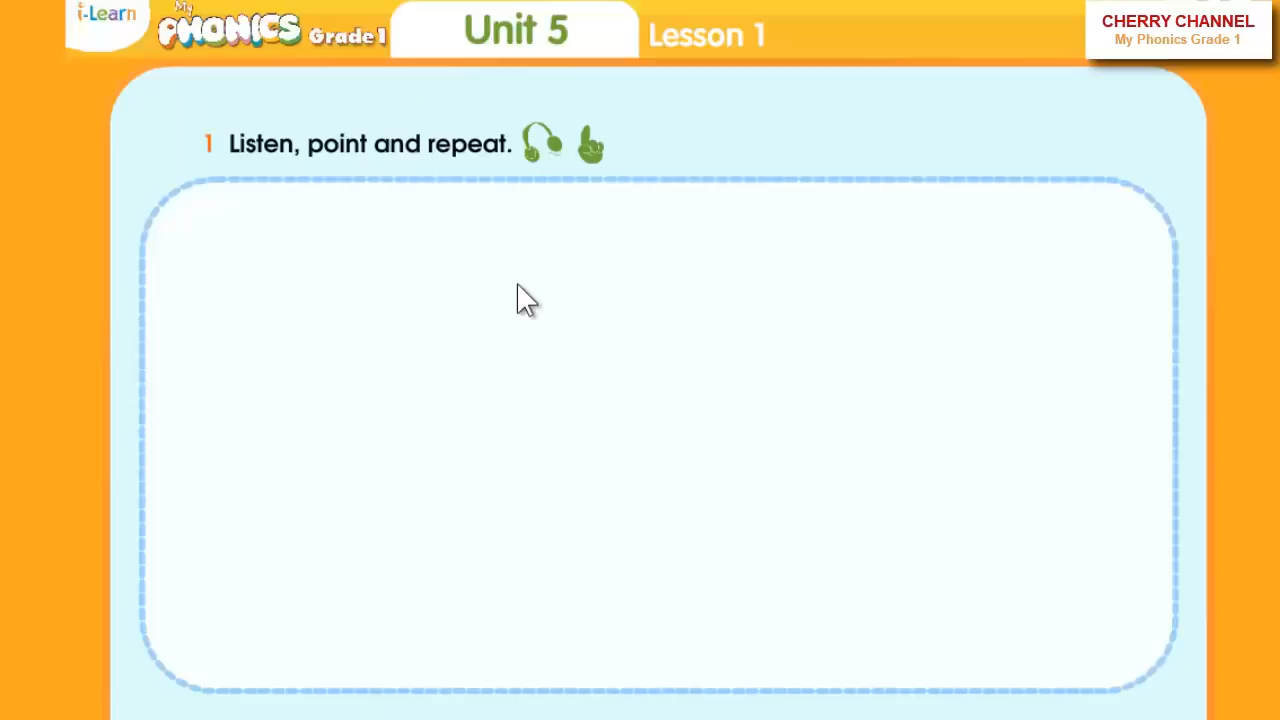 i-Learn
My
PHONICS Grade 1
Unit 5
Lesson 1
CHERRY CHANNEL
My Phonics Grade 1
1 Listen, point and repeat.